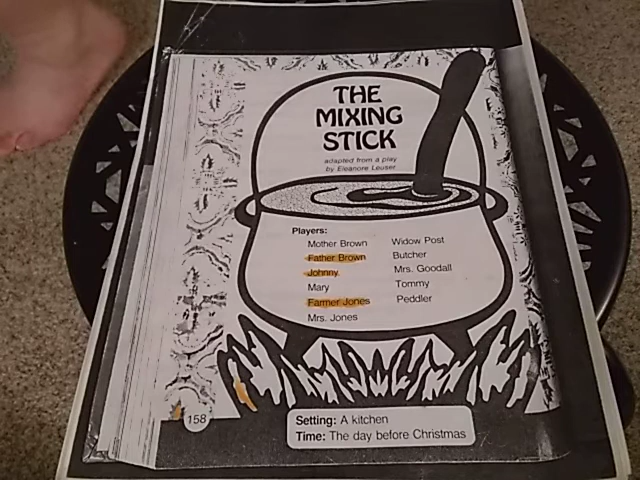 THE
MIXING
STICK
adapted from a play
by Eleanore Leuser
Players:
Mother Brown
Father Brown
Johnny
Mary
Farmer Jones
Mrs. Jones
Widow Post
Butcher
Mrs. Goodall
Tommy
Peddler
158
Setting: A kitchen
Time: The day before Christmas